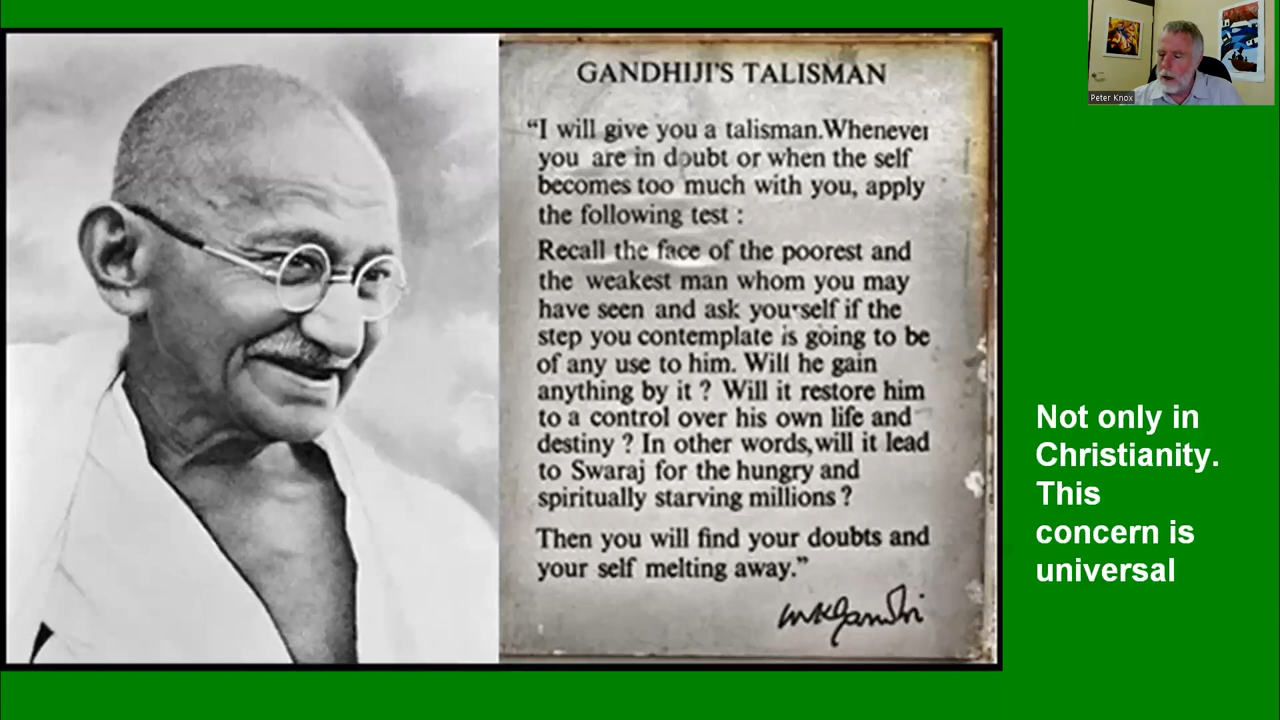 GANDHIJI'S TALISMAN
“I will give you a talisman.Whenever
you are in doubt or when the self
becomes too much with you, apply
the following test :
Recall the face of the poorest and
the weakest man whom you may
have seen and ask yourself if the
step you contemplate is going to be
of any use to him. Will he gain
anything by it ? Will it restore him
to a control over his own life and
destiny ? In other words,will it lead
to Swaraj for the hungry and
spiritually starving millions ?
Then you will find your doubts and
your self melting away.”
MKGandhi
Not only in
Christianity.
This
concern is
universal
Peter Knox